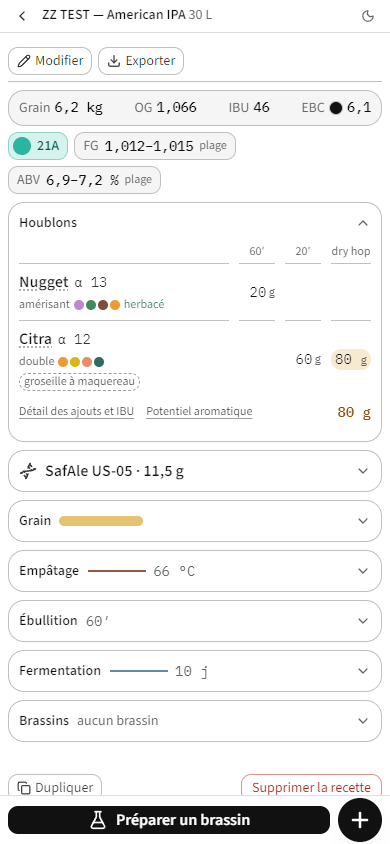 ZZ TEST — American IPA 30 L
Modifier Exporter
Grain 6,2 kg OG 1,066 IBU 46 EBC 6,1
21A FG 1,012–1,015 plage
ABV 6,9–7,2 % plage
Houblons
60′ 20′ dry hop
Nugget α 13
20 g
amérisant herbacé
Citra α 12
60 g 80 g
double
groseille à maquereau
Détail des ajouts et IBU Potentiel aromatique 80 g
SafAle US-05 · 11,5 g
Grain
Empâtage 66 °C
Ébullition 60′
Fermentation 10 j
Brassins aucun brassin
Dupliquer Supprimer la recette
Préparer un brassin